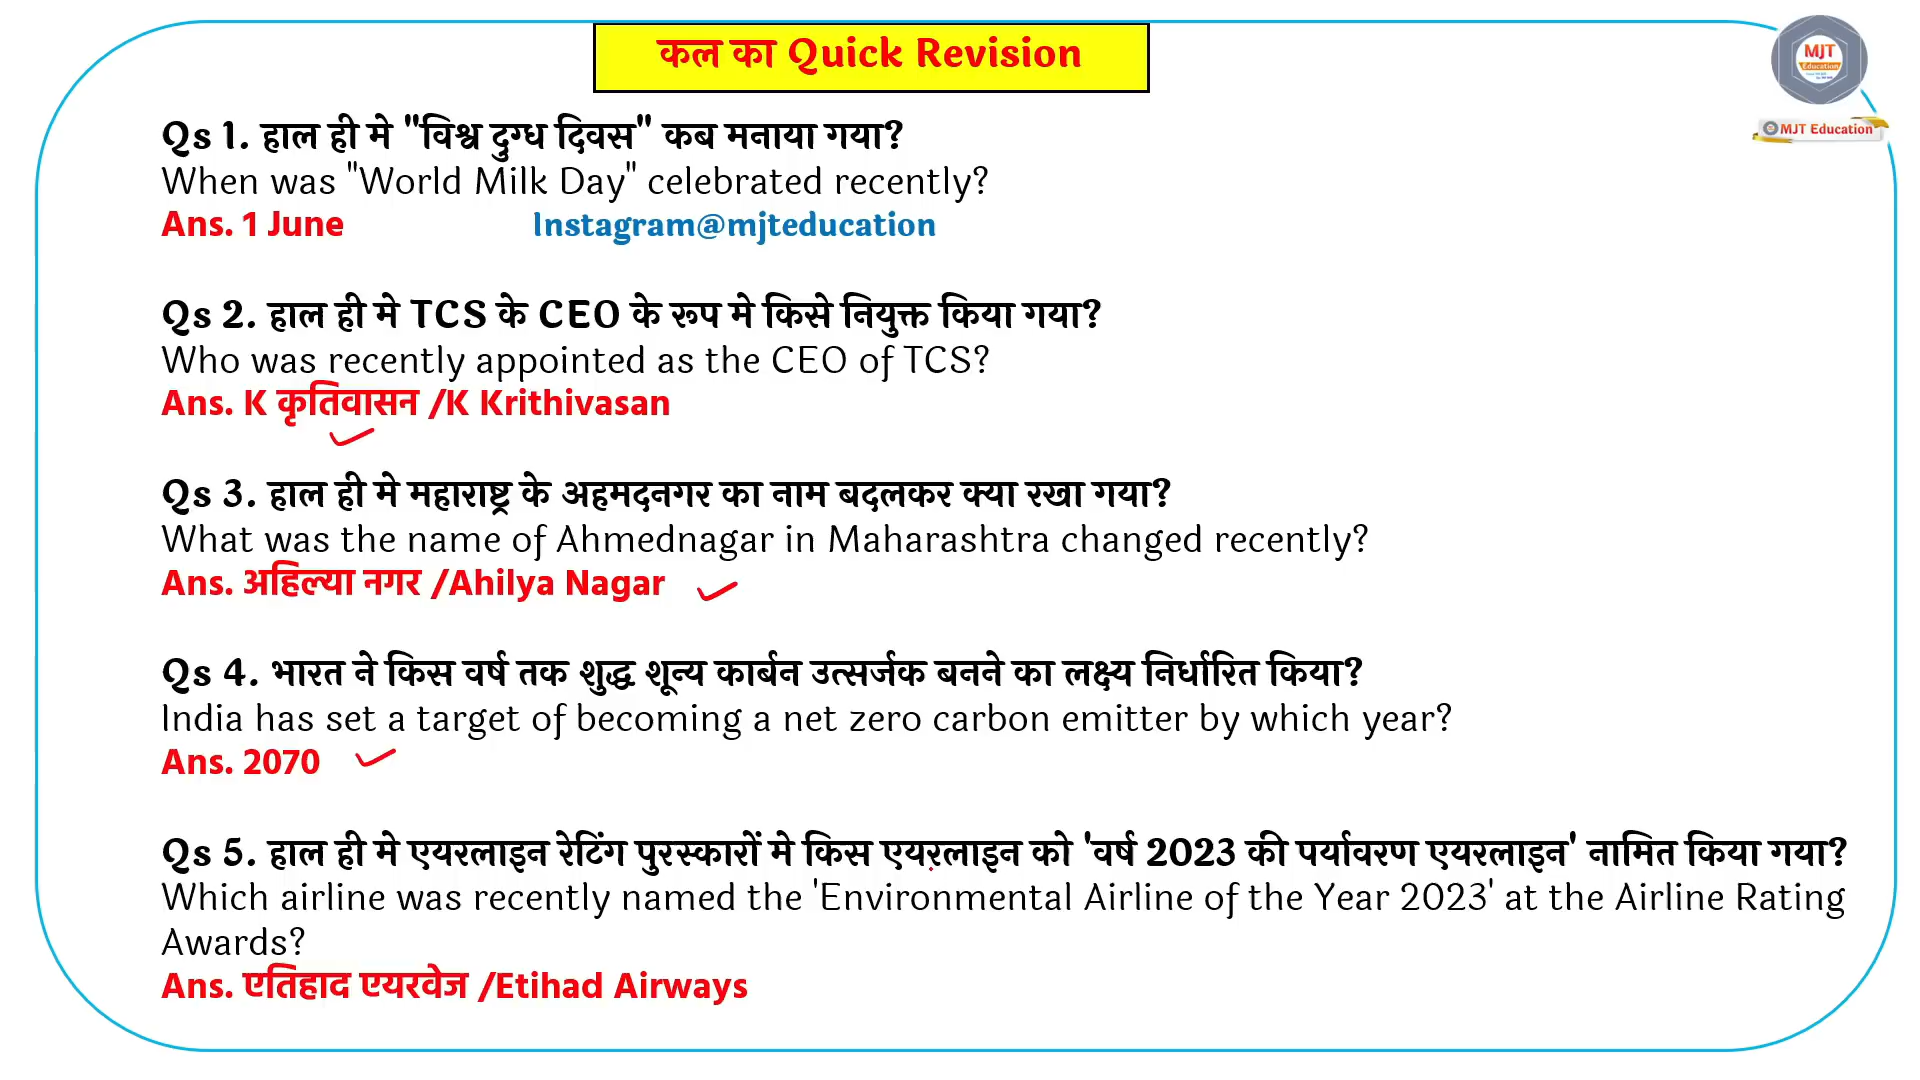 कल का Quick Revision
MJT
Education
MJT Education
Qs 1. हाल ही मे "विश्व दुग्ध दिवस" कब मनाया गया?
When was "World Milk Day" celebrated recently?
Ans. 1 June
Instagram@mjteducation
Qs 2. हाल ही मे TCS के CEO के रूप मे किसे नियुक्त किया गया?
Who was recently appointed as the CEO of TCS?
Ans. K कृतिवासन /K Krithivasan
Qs 3. हाल ही मे महाराष्ट्र के अहमदनगर का नाम बदलकर क्या रखा गया?
What was the name of Ahmednagar in Maharashtra changed recently?
Ans. अहिल्या नगर /Ahilya Nagar
Qs 4. भारत ने किस वर्ष तक शुद्ध शून्य कार्बन उत्सर्जक बनने का लक्ष्य निर्धारित किया?
India has set a target of becoming a net zero carbon emitter by which year?
Ans. 2070
Qs 5. हाल ही मे एयरलाइन रेटिंग पुरस्कारों मे किस एयरलाइन को 'वर्ष 2023 की पर्यावरण एयरलाइन' नामित किया गया?
Which airline was recently named the 'Environmental Airline of the Year 2023' at the Airline Rating
Awards?
Ans. एतिहाद एयरवेज /Etihad Airways